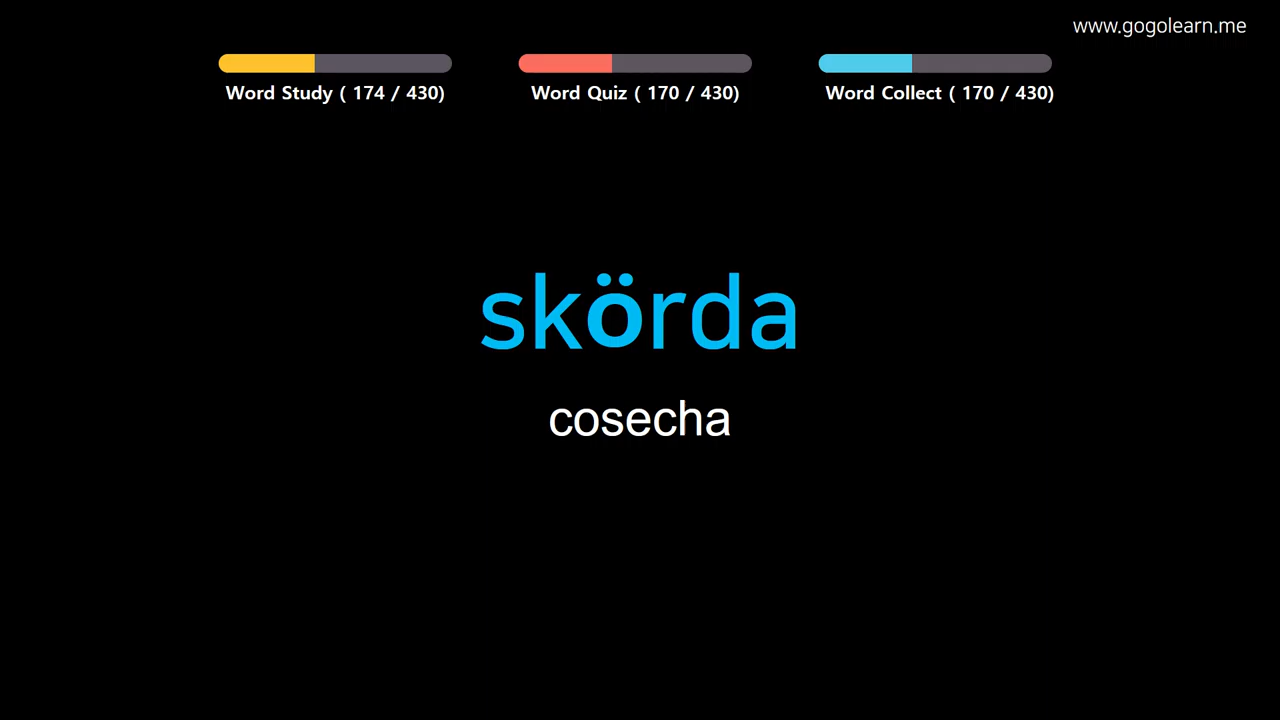 www.gogolearn.me
Word Study ( 174 / 430)
Word Quiz ( 170 / 430)
Word Collect ( 170 / 430)
skörda
cosecha